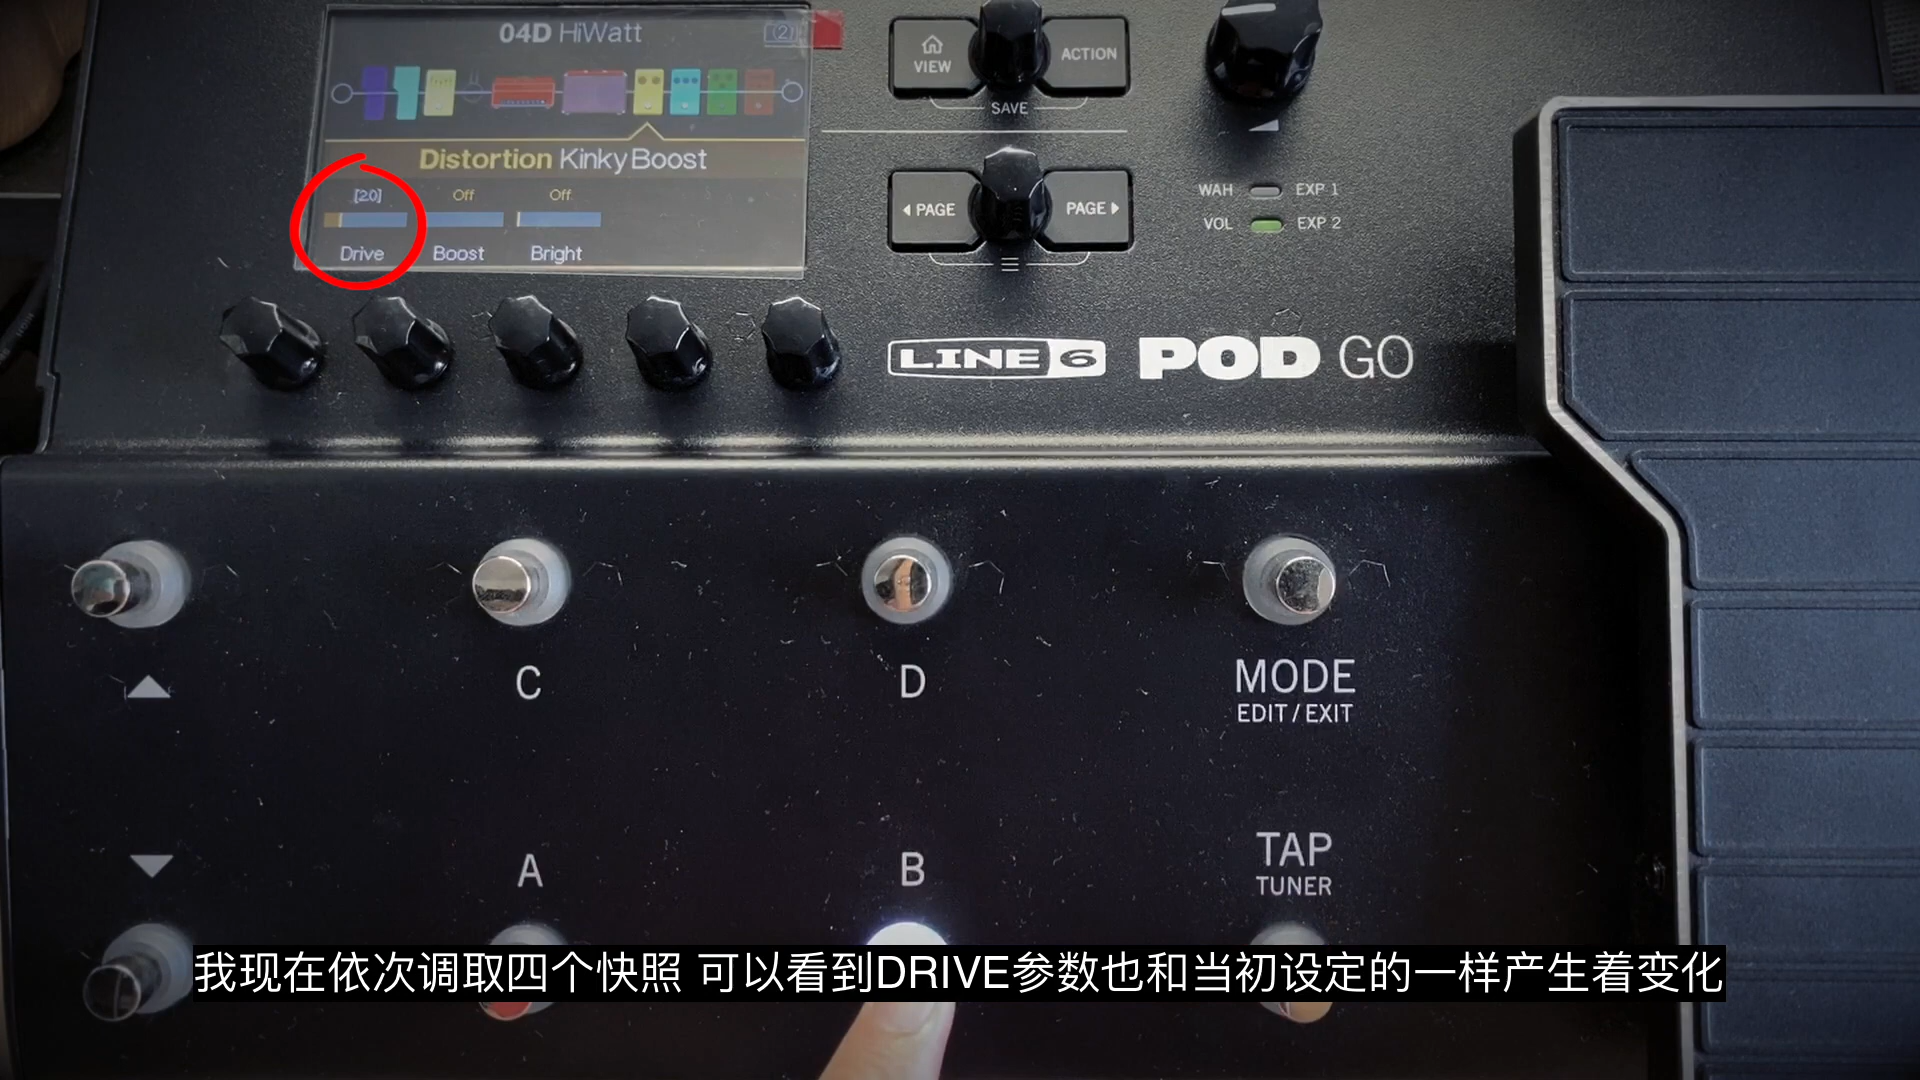 04D HiWatt
2
Distortion Kinky Boost
[2.0] Off Off
Drive Boost Bright
VIEW
ACTION
SAVE
PAGE
PAGE
WAH EXP 1
VOL EXP 2
LINE 6 POD GO
C
D
MODE
EDIT / EXIT
A
B
TAP
TUNER
我现在依次调取四个快照 可以看到DRIVE参数也和当初设定的一样产生着变化